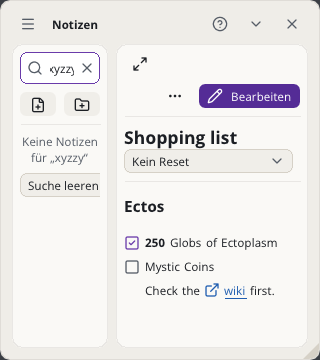 Notizen
xyzzy
Keine Notizen
für „xyzzy“
Suche leeren
Bearbeiten
Shopping list
Kein Reset
Ectos
250 Globs of Ectoplasm
Mystic Coins
Check the wiki first.